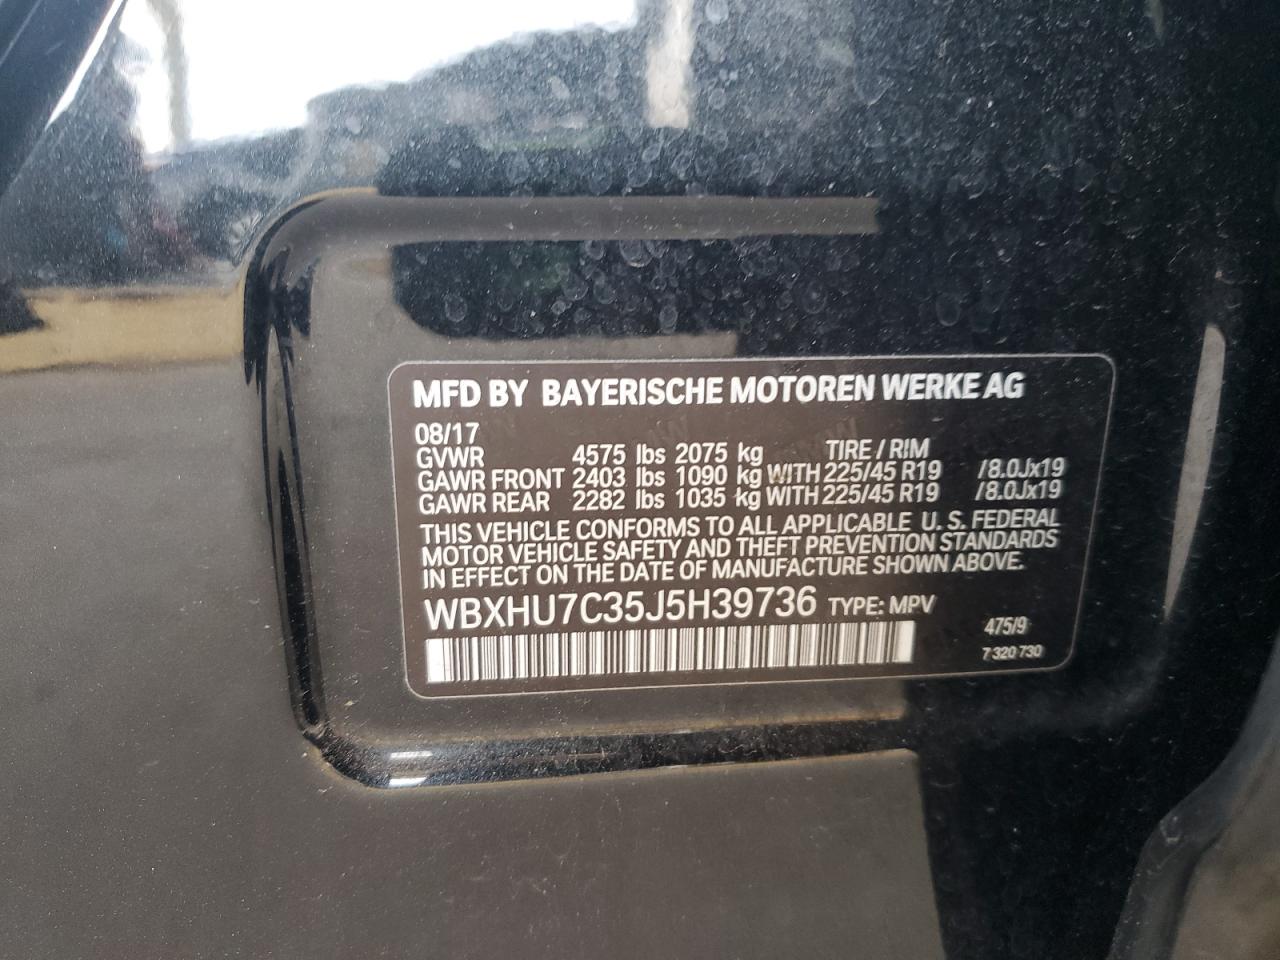 MFD BY BAYERISCHE MOTOREN WERKE AG
08/17
GVWR 4575 lbs 2075 kg TIRE / RIM
GAWR FRONT 2403 lbs 1090 kg WITH 225/45 R19 /8.0Jx19
GAWR REAR 2282 lbs 1035 kg WITH 225/45 R19 /8.0Jx19
THIS VEHICLE CONFORMS TO ALL APPLICABLE U. S. FEDERAL
MOTOR VEHICLE SAFETY AND THEFT PREVENTION STANDARDS
IN EFFECT ON THE DATE OF MANUFACTURE SHOWN ABOVE.
WBXHU7C35J5H39736 TYPE: MPV
475/9
7 320 730